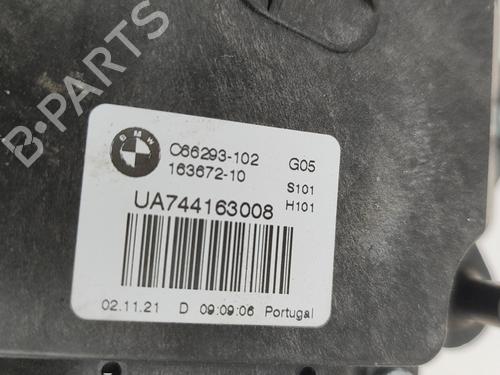 B-PARTS
BMW
C66293-102 G05
163672-10 S101
H101
UA744163008
02.11.21 D 09:09:06 Portugal